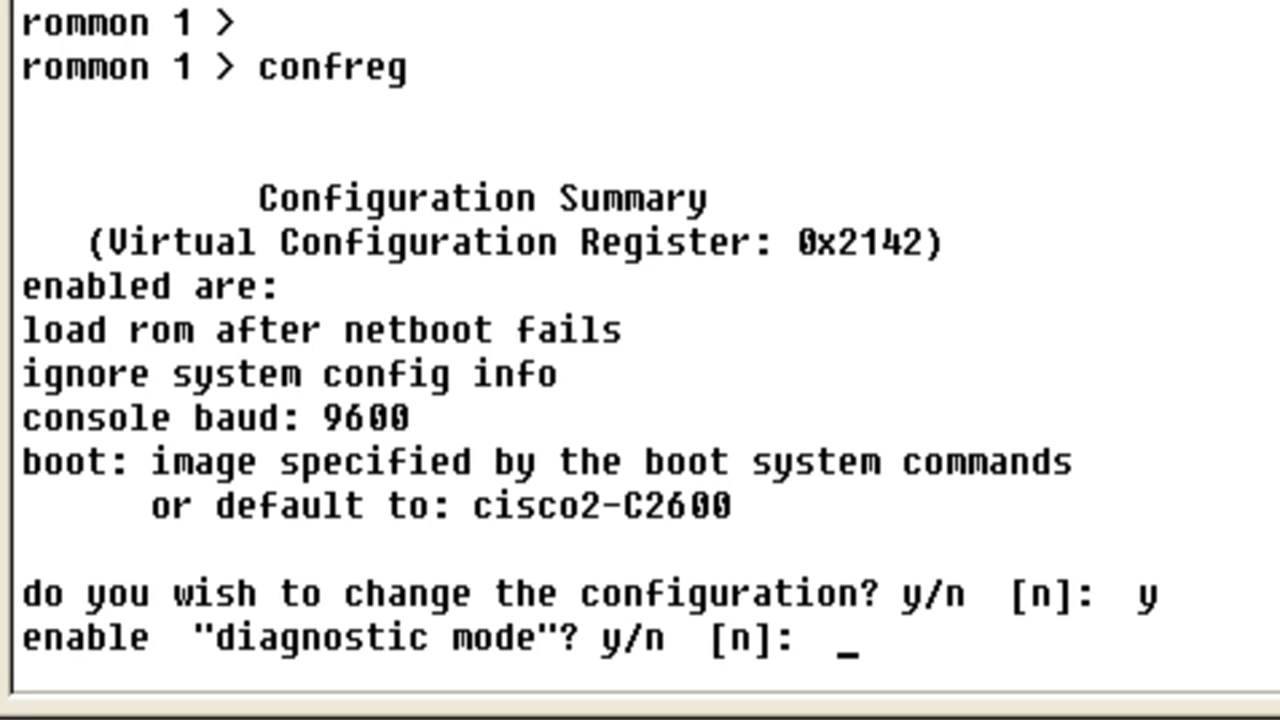 rommon 1 >
rommon 1 > confreg
Configuration Summary
(Virtual Configuration Register: 0x2142)
enabled are:
load rom after netboot fails
ignore system config info
console baud: 9600
boot: image specified by the boot system commands
or default to: cisco2-C2600
do you wish to change the configuration? y/n [n]: y
enable "diagnostic mode"? y/n [n]: _